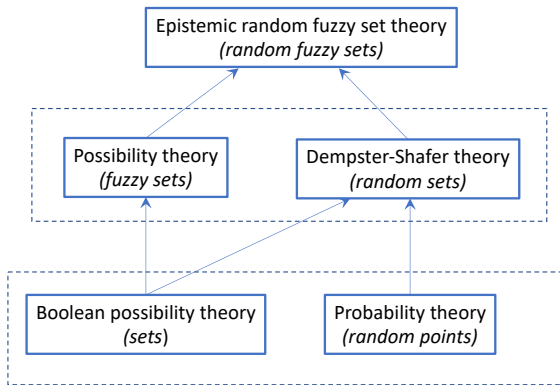 Epistemic random fuzzy set theory
(random fuzzy sets)
Possibility theory
(fuzzy sets)
Dempster-Shafer theory
(random sets)
Boolean possibility theory
(sets)
Probability theory
(random points)